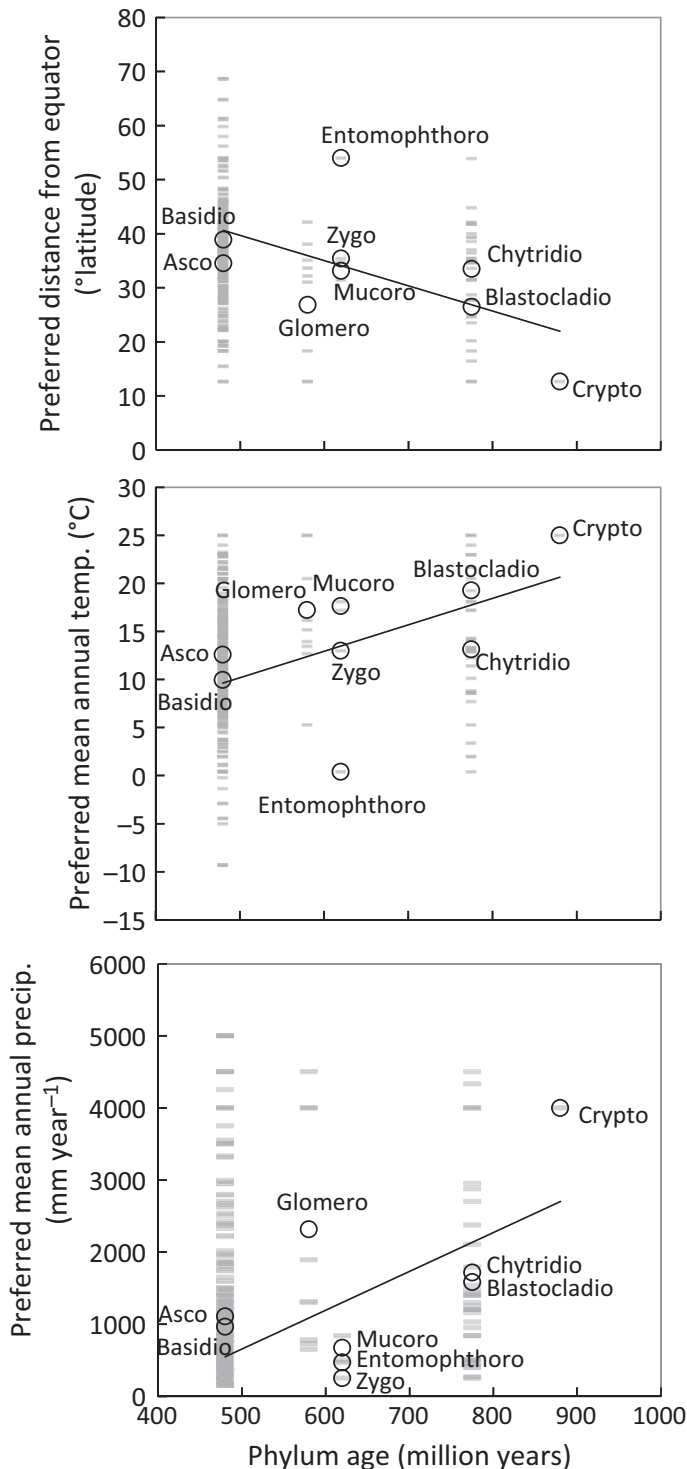 Preferred distance from equator
(°latitude)
80
70
60
50
40
30
20
10
0
Entomophthoro
Basidio
Zygo
Asco
Chytridio
Mucoro
Blastocladio
Glomero
Crypto
Preferred mean annual temp. (°C)
30
25
20
15
10
5
0
–5
–10
–15
Crypto
Blastocladio
Glomero
Mucoro
Asco
Zygo
Chytridio
Basidio
Entomophthoro
Preferred mean annual precip.
(mm year–1)
6000
5000
4000
3000
2000
1000
0
Crypto
Glomero
Chytridio
Blastocladio
Asco
Basidio
Mucoro
Entomophthoro
Zygo
400 500 600 700 800 900 1000
Phylum age (million years)